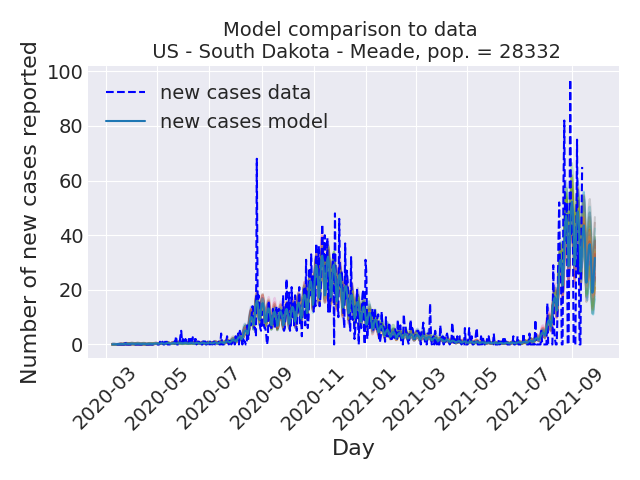 Model comparison to data
US - South Dakota - Meade, pop. = 28332
Number of new cases reported
100
80
60
40
20
0
new cases data
new cases model
2020-03
2020-05
2020-07
2020-09
2020-11
2021-01
2021-03
2021-05
2021-07
2021-09
Day